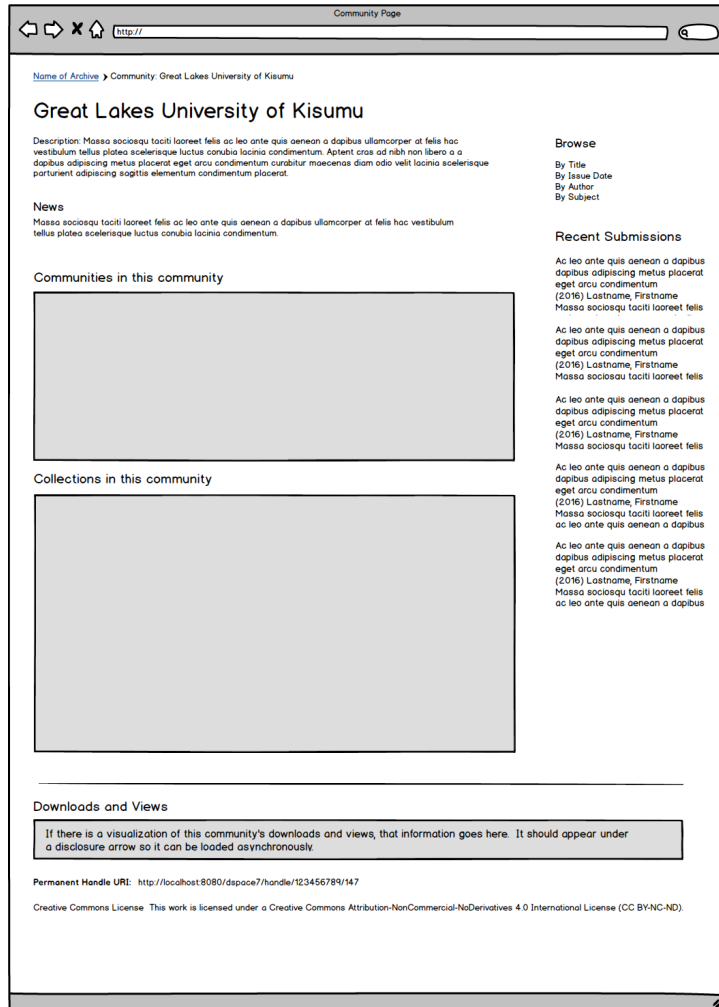 Community Page
http://
Name of Archive ❯ Community: Great Lakes University of Kisumu
Great Lakes University of Kisumu
Description: Massa sociosqu taciti laoreet felis ac leo ante quis aenean a dapibus ullamcorper at felis hac
vestibulum tellus platea scelerisque luctus conubia lacinia condimentum. Aptent cras ad nibh non libero a a
dapibus adipiscing metus placerat eget arcu condimentum curabitur maecenas diam odio velit lacinia scelerisque
parturient adipiscing sagittis elementum condimentum placerat.
News
Massa sociosqu taciti laoreet felis ac leo ante quis aenean a dapibus ullamcorper at felis hac vestibulum
tellus platea scelerisque luctus conubia lacinia condimentum.
Communities in this community
Collections in this community
Browse
By Title
By Issue Date
By Author
By Subject
Recent Submissions
Ac leo ante quis aenean a dapibus
dapibus adipiscing metus placerat
eget arcu condimentum
(2016) Lastname, Firstname
Massa sociosqu taciti laoreet felis
Ac leo ante quis aenean a dapibus
dapibus adipiscing metus placerat
eget arcu condimentum
(2016) Lastname, Firstname
Massa sociosqu taciti laoreet felis
Ac leo ante quis aenean a dapibus
dapibus adipiscing metus placerat
eget arcu condimentum
(2016) Lastname, Firstname
Massa sociosqu taciti laoreet felis
Ac leo ante quis aenean a dapibus
dapibus adipiscing metus placerat
eget arcu condimentum
(2016) Lastname, Firstname
Massa sociosqu taciti laoreet felis
ac leo ante quis aenean a dapibus
Ac leo ante quis aenean a dapibus
dapibus adipiscing metus placerat
eget arcu condimentum
(2016) Lastname, Firstname
Massa sociosqu taciti laoreet felis
ac leo ante quis aenean a dapibus
Downloads and Views
If there is a visualization of this community's downloads and views, that information goes here. It should appear under
a disclosure arrow so it can be loaded asynchronously.
Permanent Handle URI: http://localhost:8080/dspace7/handle/123456789/147
Creative Commons License This work is licensed under a Creative Commons Attribution-NonCommercial-NoDerivatives 4.0 International License (CC BY-NC-ND).